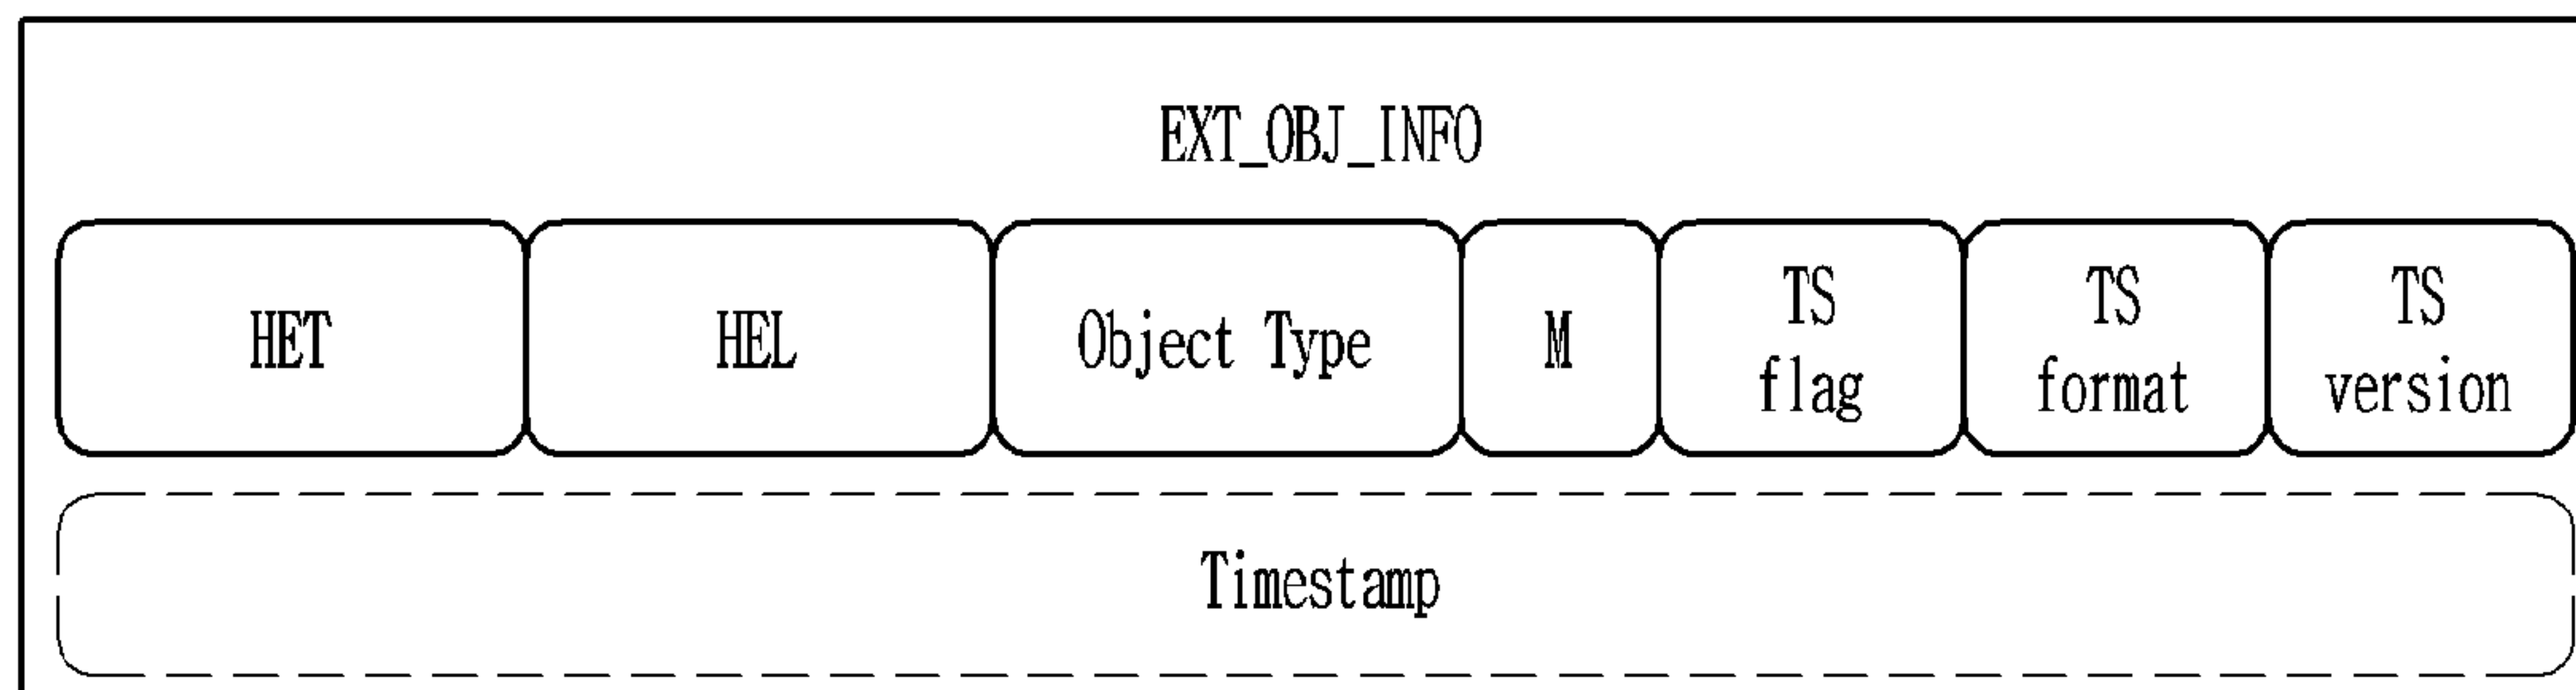 EXT_OBJ_INFO
HET
HEL
Object Type
M
TS
flag
TS
format
TS
version
Timestamp